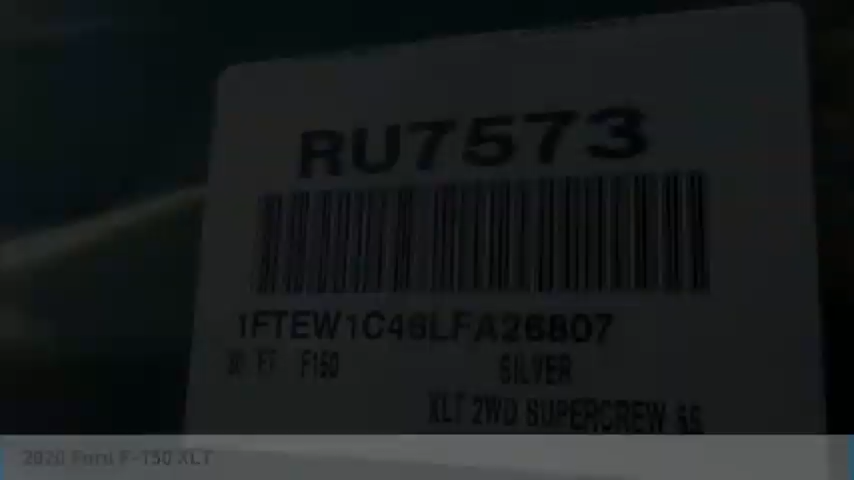 RU7573
1FTEW1C46LFA26807
F150 SILVER
XLT 2WD SUPERCREW
2020 Ford F-150 XLT